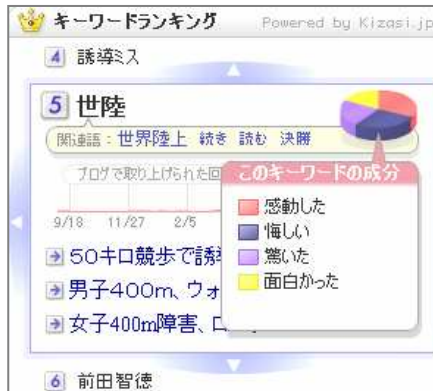 キーワードランキング Powered by Kizasi.jp
4 誘導ミス
5 世陸
関連語：世界陸上 続き 読む 決勝
ブログで取り上げられた回
このキーワードの成分
感動した
悔しい
驚いた
面白かった
9/18 11/27 2/5
50キロ競歩で誘導
男子400m、ウォ
女子400m障害、ロ
6 前田智徳